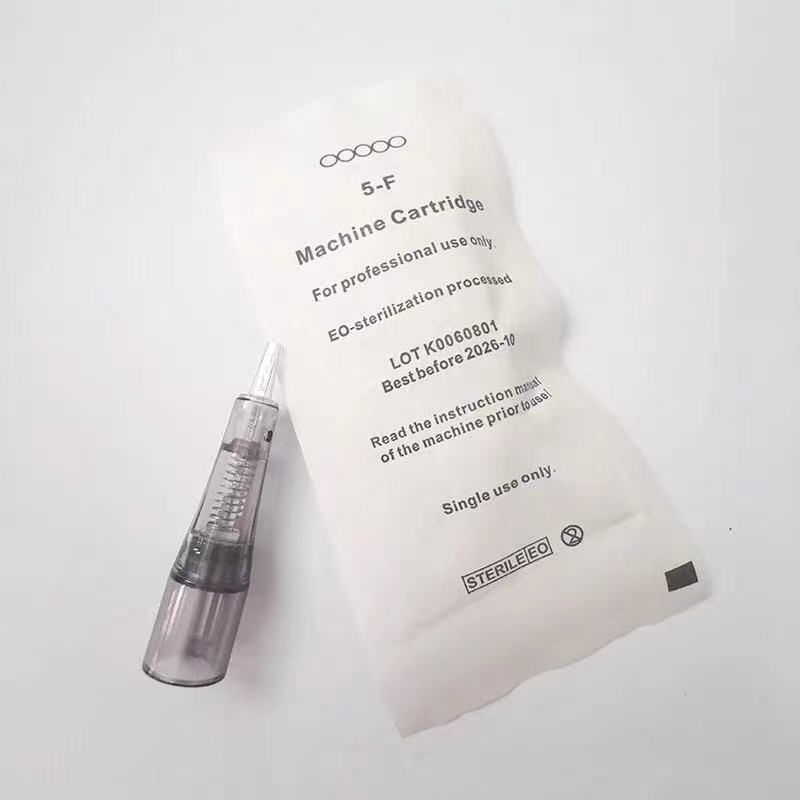 5-F
Machine Cartridge
For professional use only.
EO-sterilization processed
LOT K0060801
Best before 2026-10
Read the instruction manual
of the machine prior to use!
Single use only.
STERILE EO
2